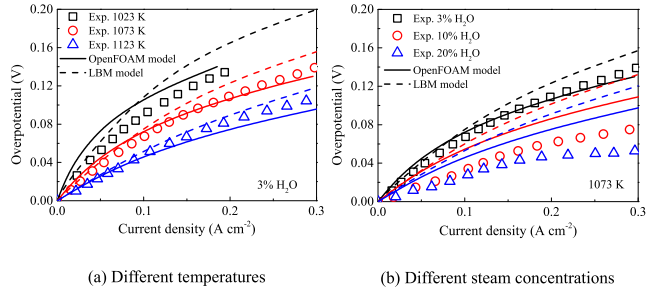 0.20
0.16
0.12
0.08
0.04
0.00
Overpotential (V)
Exp. 1023 K
Exp. 1073 K
Exp. 1123 K
OpenFOAM model
LBM model
3% H₂O
0.0 0.1 0.2 0.3
Current density (A cm⁻²)
(a) Different temperatures
0.20
0.16
0.12
0.08
0.04
0.00
Overpotential (V)
Exp. 3% H₂O
Exp. 10% H₂O
Exp. 20% H₂O
OpenFOAM model
LBM model
1073 K
0.0 0.1 0.2 0.3
Current density (A cm⁻²)
(b) Different steam concentrations